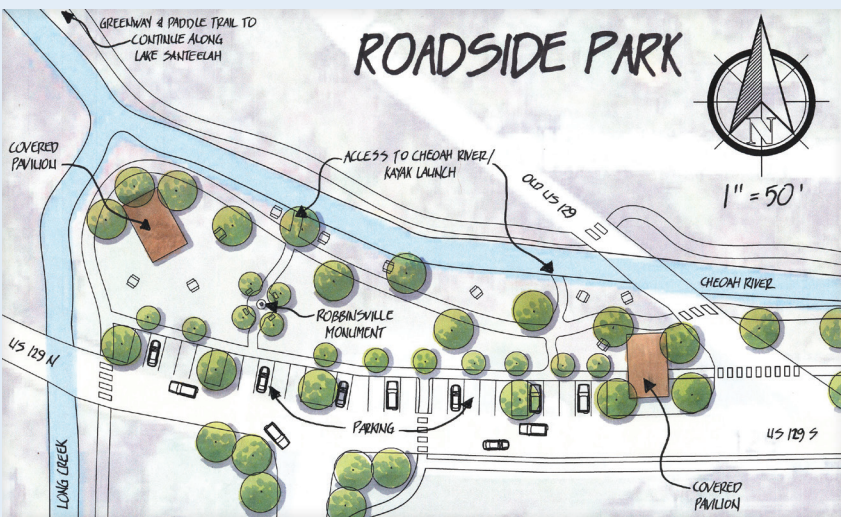 GREENWAY & PADDLE TRAIL TO
CONTINUE ALONG
LAKE SANTEELAH
ROADSIDE PARK
N
1" = 50'
COVERED
PAVILION
ACCESS TO CHEOAH RIVER/
KAYAK LAUNCH
OLD US 129
CHEOAH RIVER
ROBBINSVILLE
MONUMENT
US 129 N
PARKING
US 129 S
LONG CREEK
COVERED
PAVILION